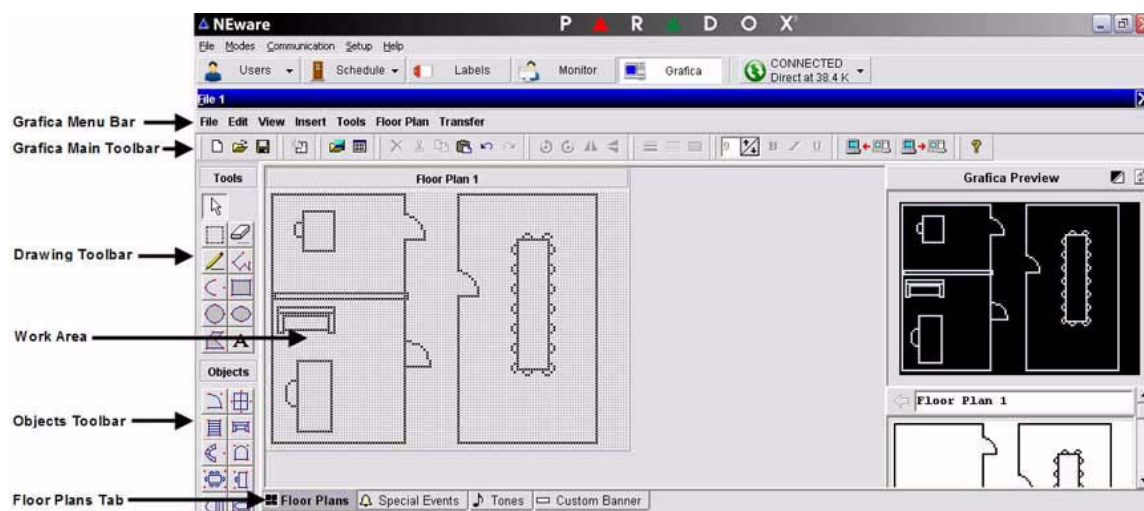 NEware
P A R A D O X
File Modes Communication Setup Help
Users Schedule Labels Monitor Grafica CONNECTED
Direct at 38.4 K
File 1
Grafica Menu Bar
File Edit View Insert Tools Floor Plan Transfer
Grafica Main Toolbar
9 B I U ?
Tools
Floor Plan 1
Grafica Preview
Drawing Toolbar
Work Area
A
Objects
Floor Plan 1
Objects Toolbar
Floor Plans Tab
Floor Plans Special Events Tones Custom Banner